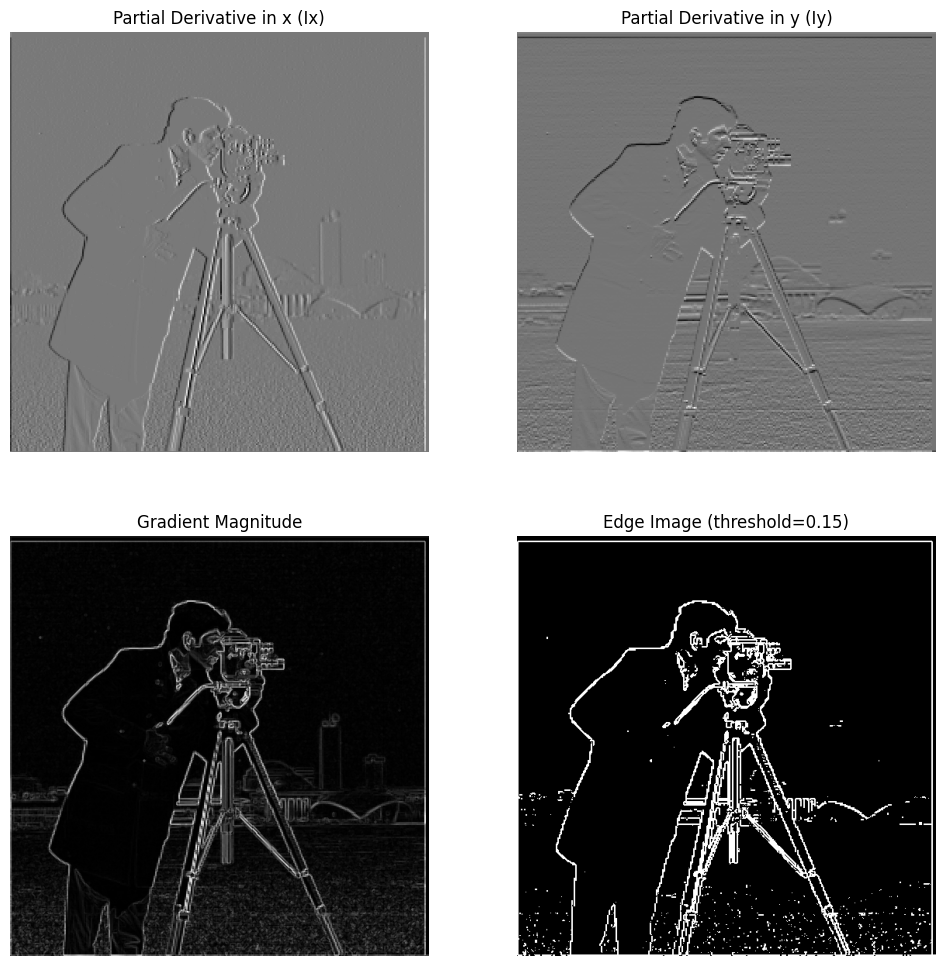 Partial Derivative in x (Ix)
Partial Derivative in y (Iy)
Gradient Magnitude
Edge Image (threshold=0.15)